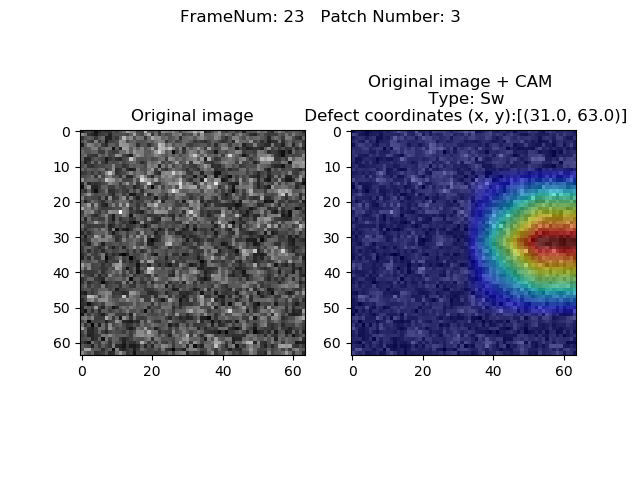 FrameNum: 23   Patch Number: 3
Original image + CAM
Type: Sw
Original image
Defect coordinates (x, y):[(31.0, 63.0)]
0
10
20
30
40
50
60
0 20 40 60
0
10
20
30
40
50
60
0 20 40 60